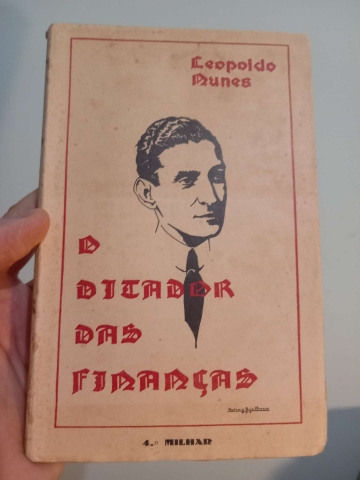 Leopoldo
Nunes
O
DITADOR
DAS
FINANÇAS
4.º MILHAR